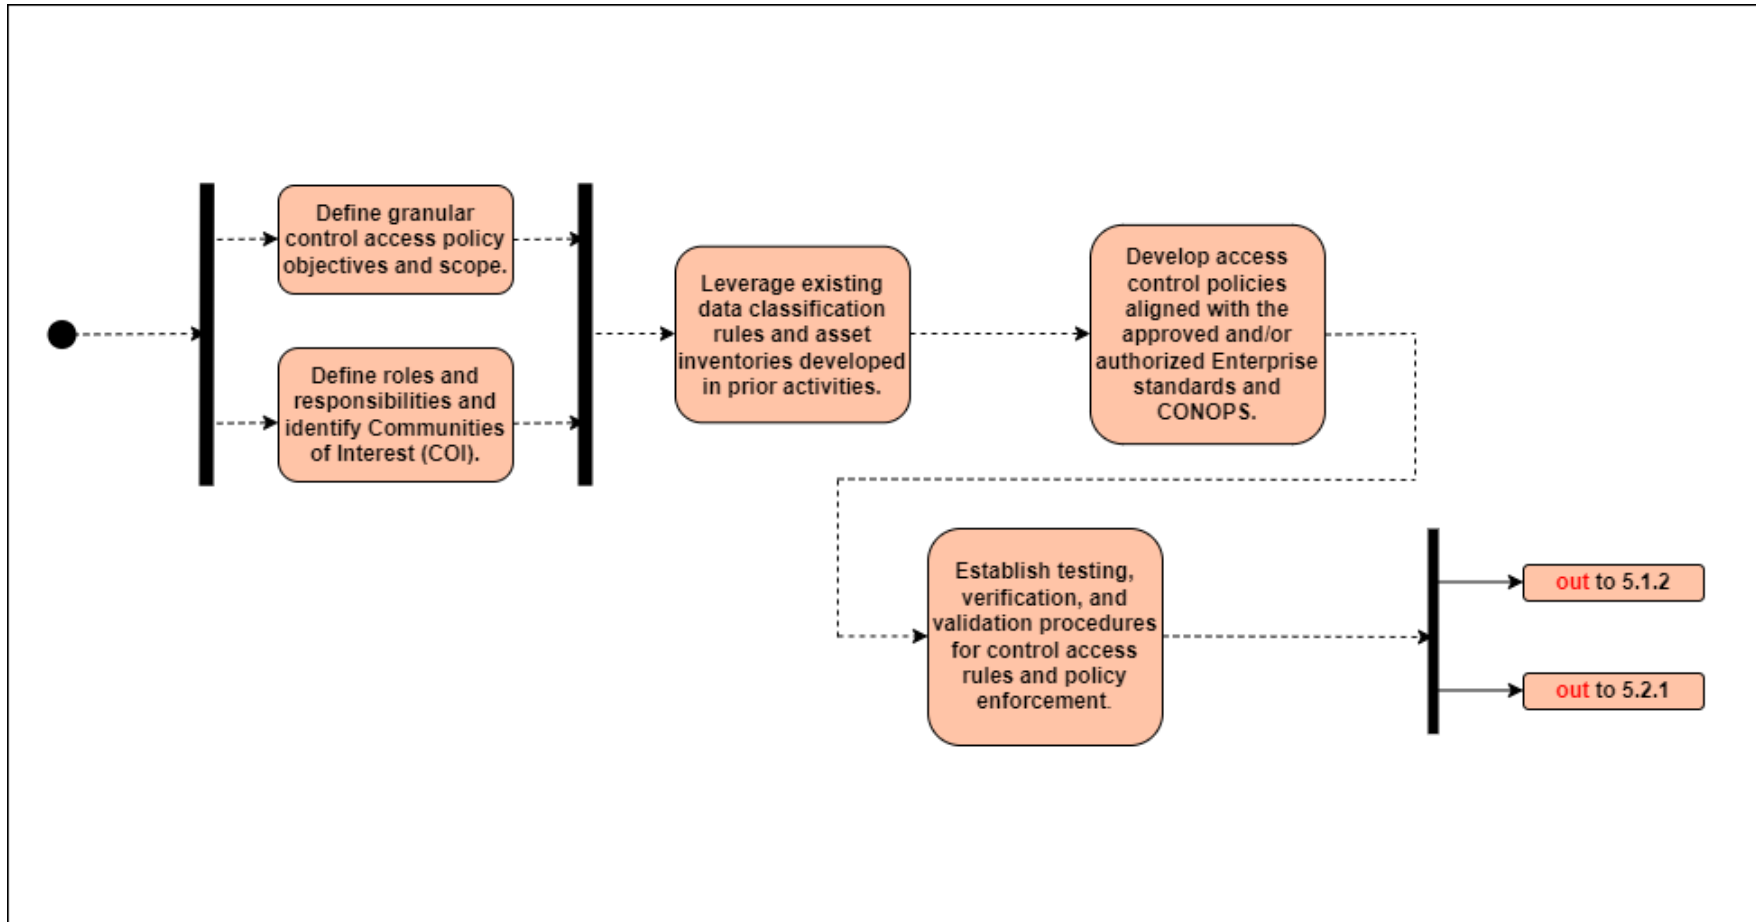 Define granular
control access policy
objectives and scope.
Define roles and
responsibilities and
identify Communities
of Interest (COI).
Leverage existing
data classification
rules and asset
inventories developed
in prior activities.
Develop access
control policies
aligned with the
approved and/or
authorized Enterprise
standards and
CONOPS.
Establish testing,
verification, and
validation procedures
for control access
rules and policy
enforcement.
out to 5.1.2
out to 5.2.1